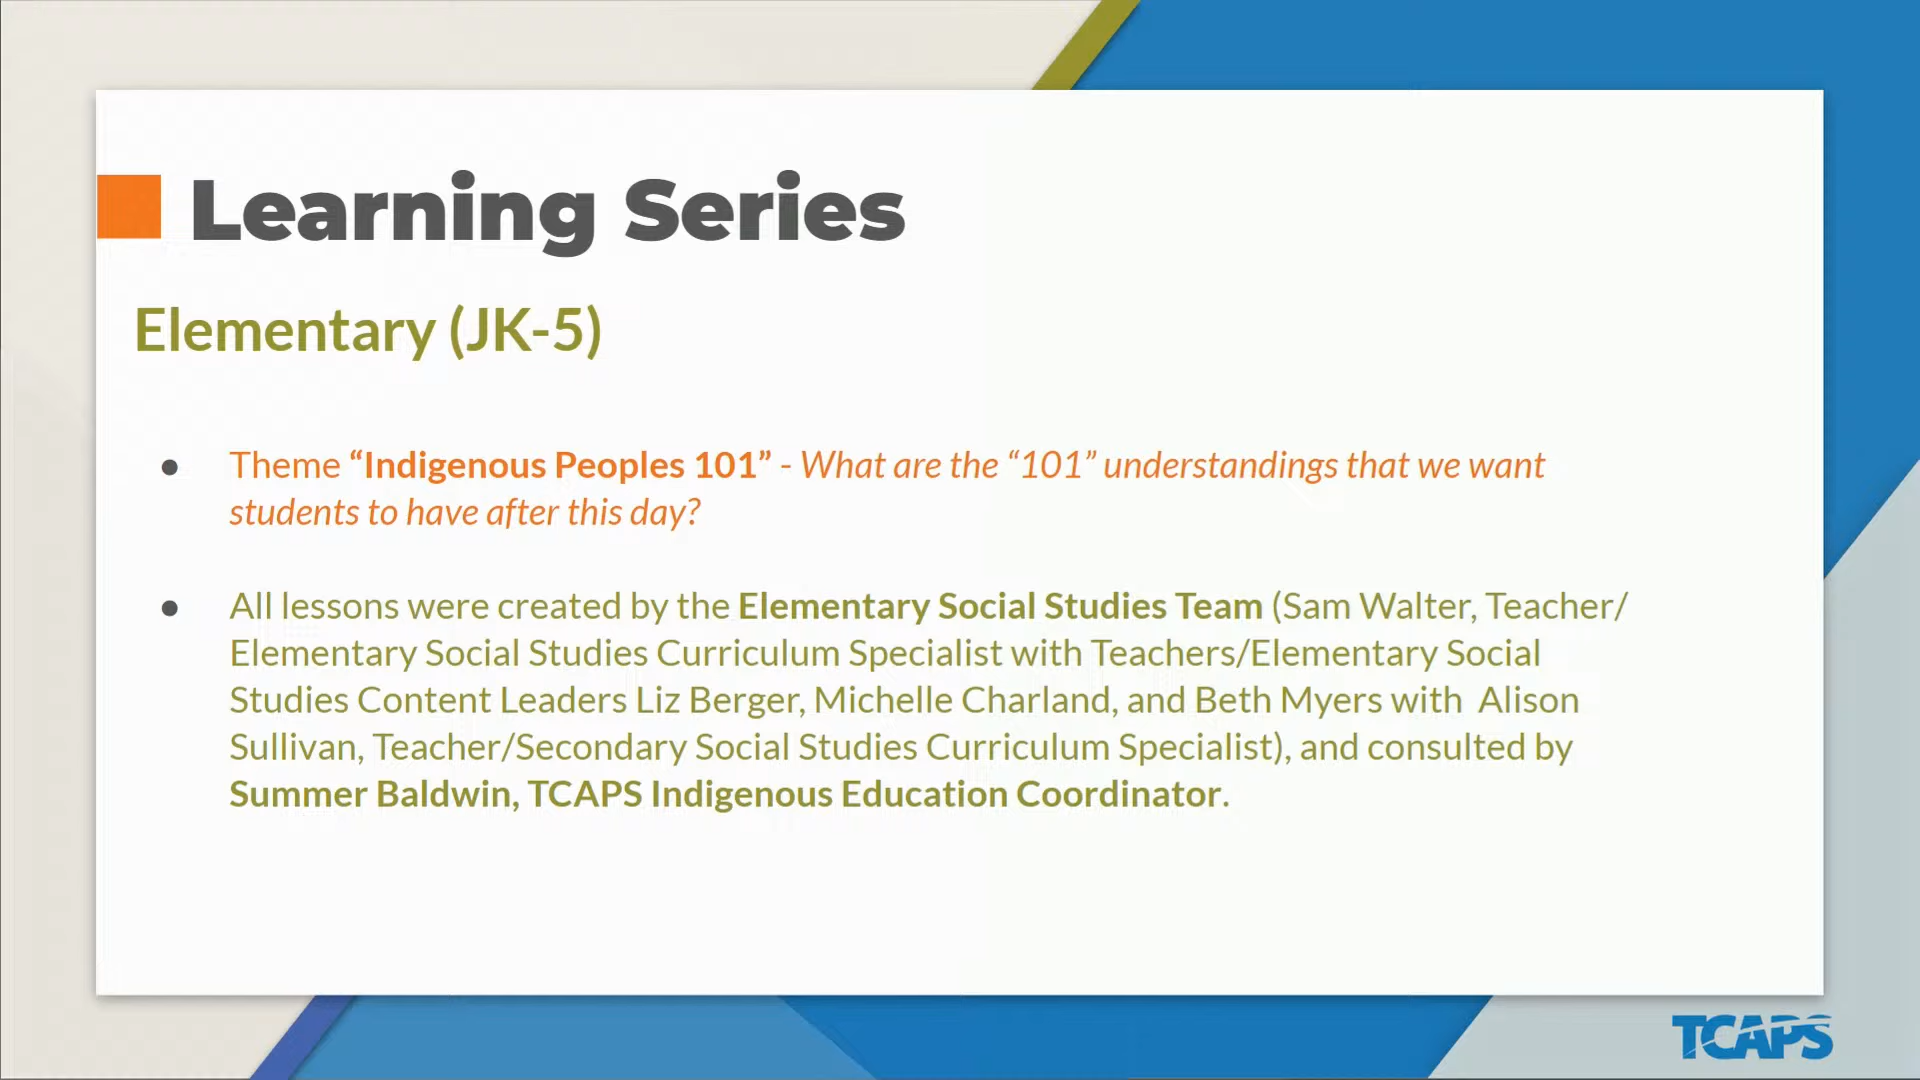 Learning Series
Elementary (JK-5)
● Theme “Indigenous Peoples 101” - What are the “101” understandings that we want
students to have after this day?
● All lessons were created by the Elementary Social Studies Team (Sam Walter, Teacher/
Elementary Social Studies Curriculum Specialist with Teachers/Elementary Social
Studies Content Leaders Liz Berger, Michelle Charland, and Beth Myers with  Alison
Sullivan, Teacher/Secondary Social Studies Curriculum Specialist), and consulted by
Summer Baldwin, TCAPS Indigenous Education Coordinator.
TCAPS